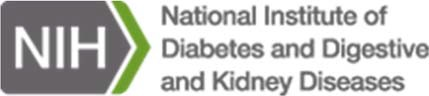 NIH
National Institute of
Diabetes and Digestive
and Kidney Diseases